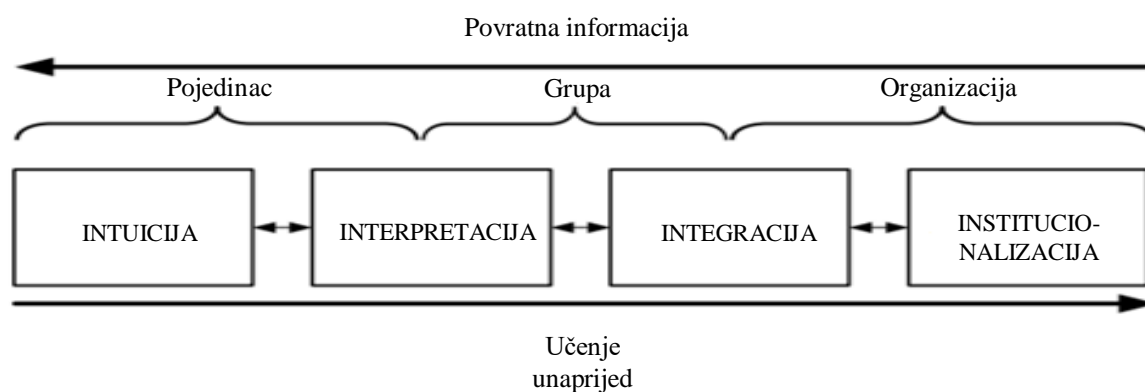 Povratna informacija
Pojedinac Grupa Organizacija
INTUICIJA INTERPRETACIJA INTEGRACIJA INSTITUCIO-
NALIZACIJA
Učenje
unaprijed